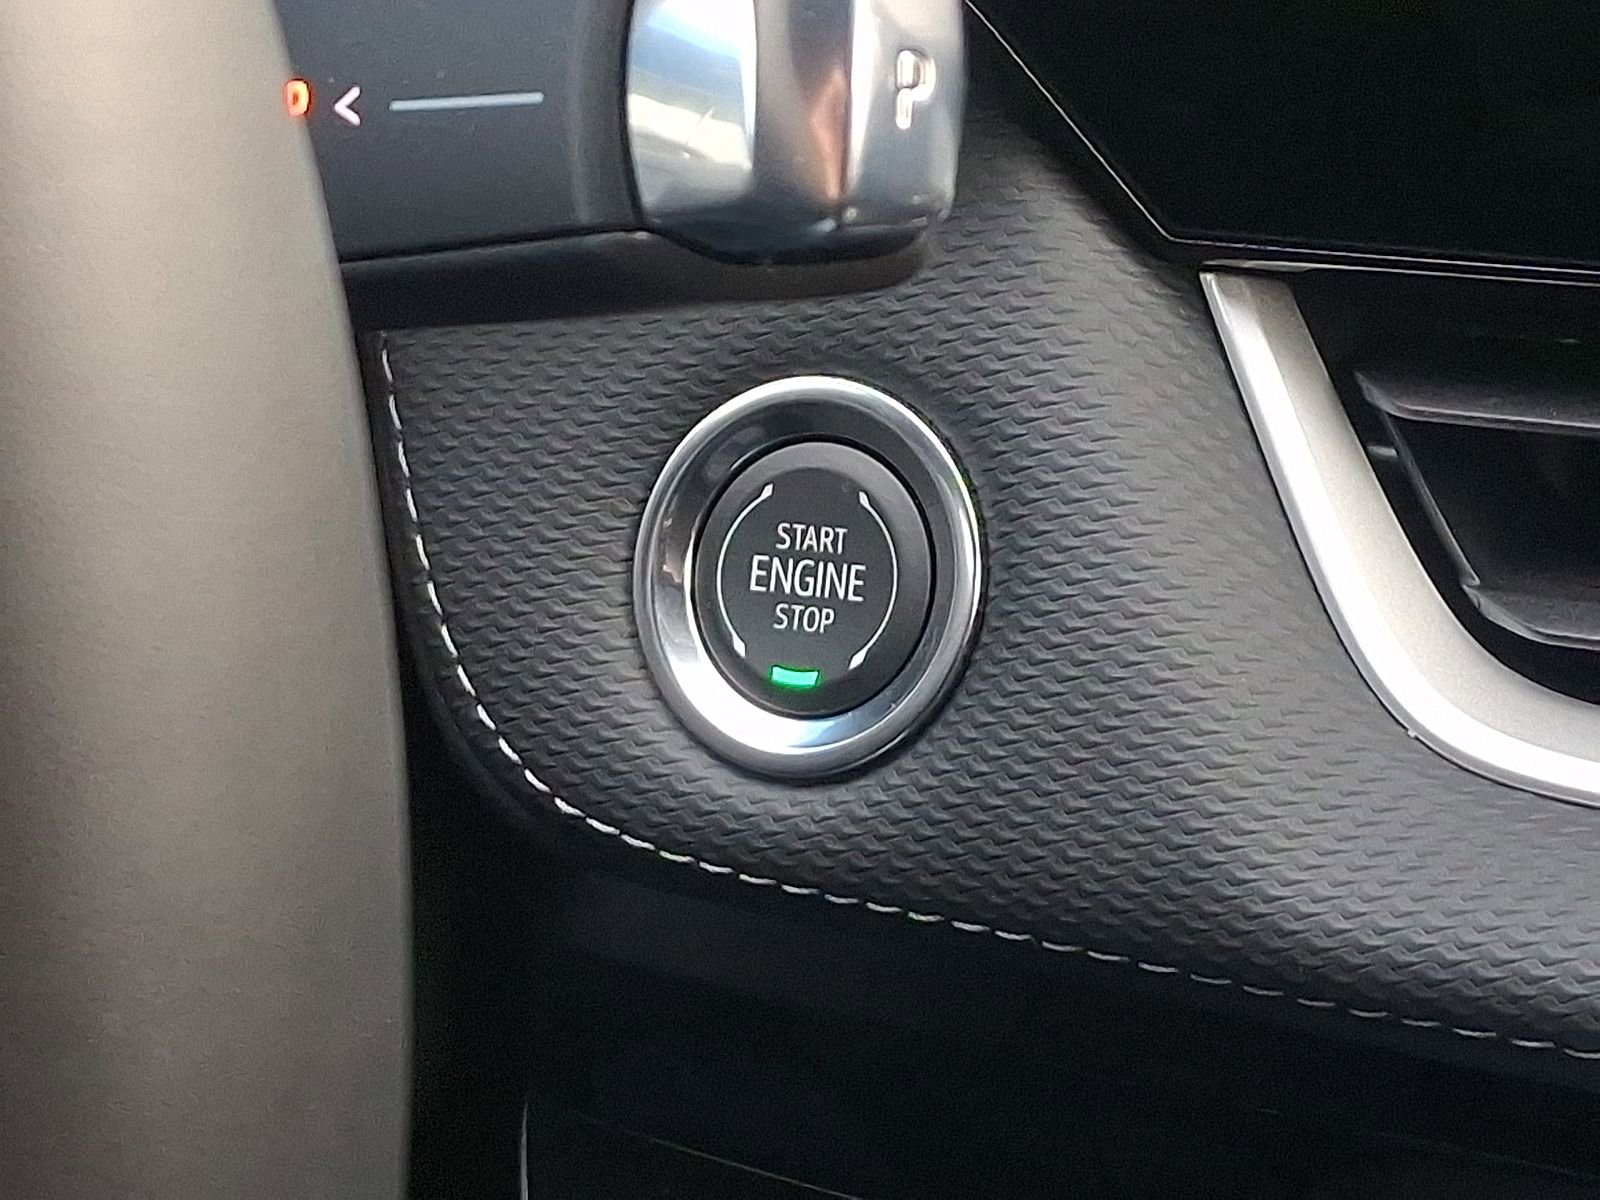 D <
P
START
ENGINE
STOP